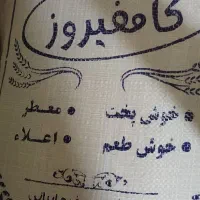 کامفیروز
خوش پخت • معطر •
خوش طعم • اعلاء •